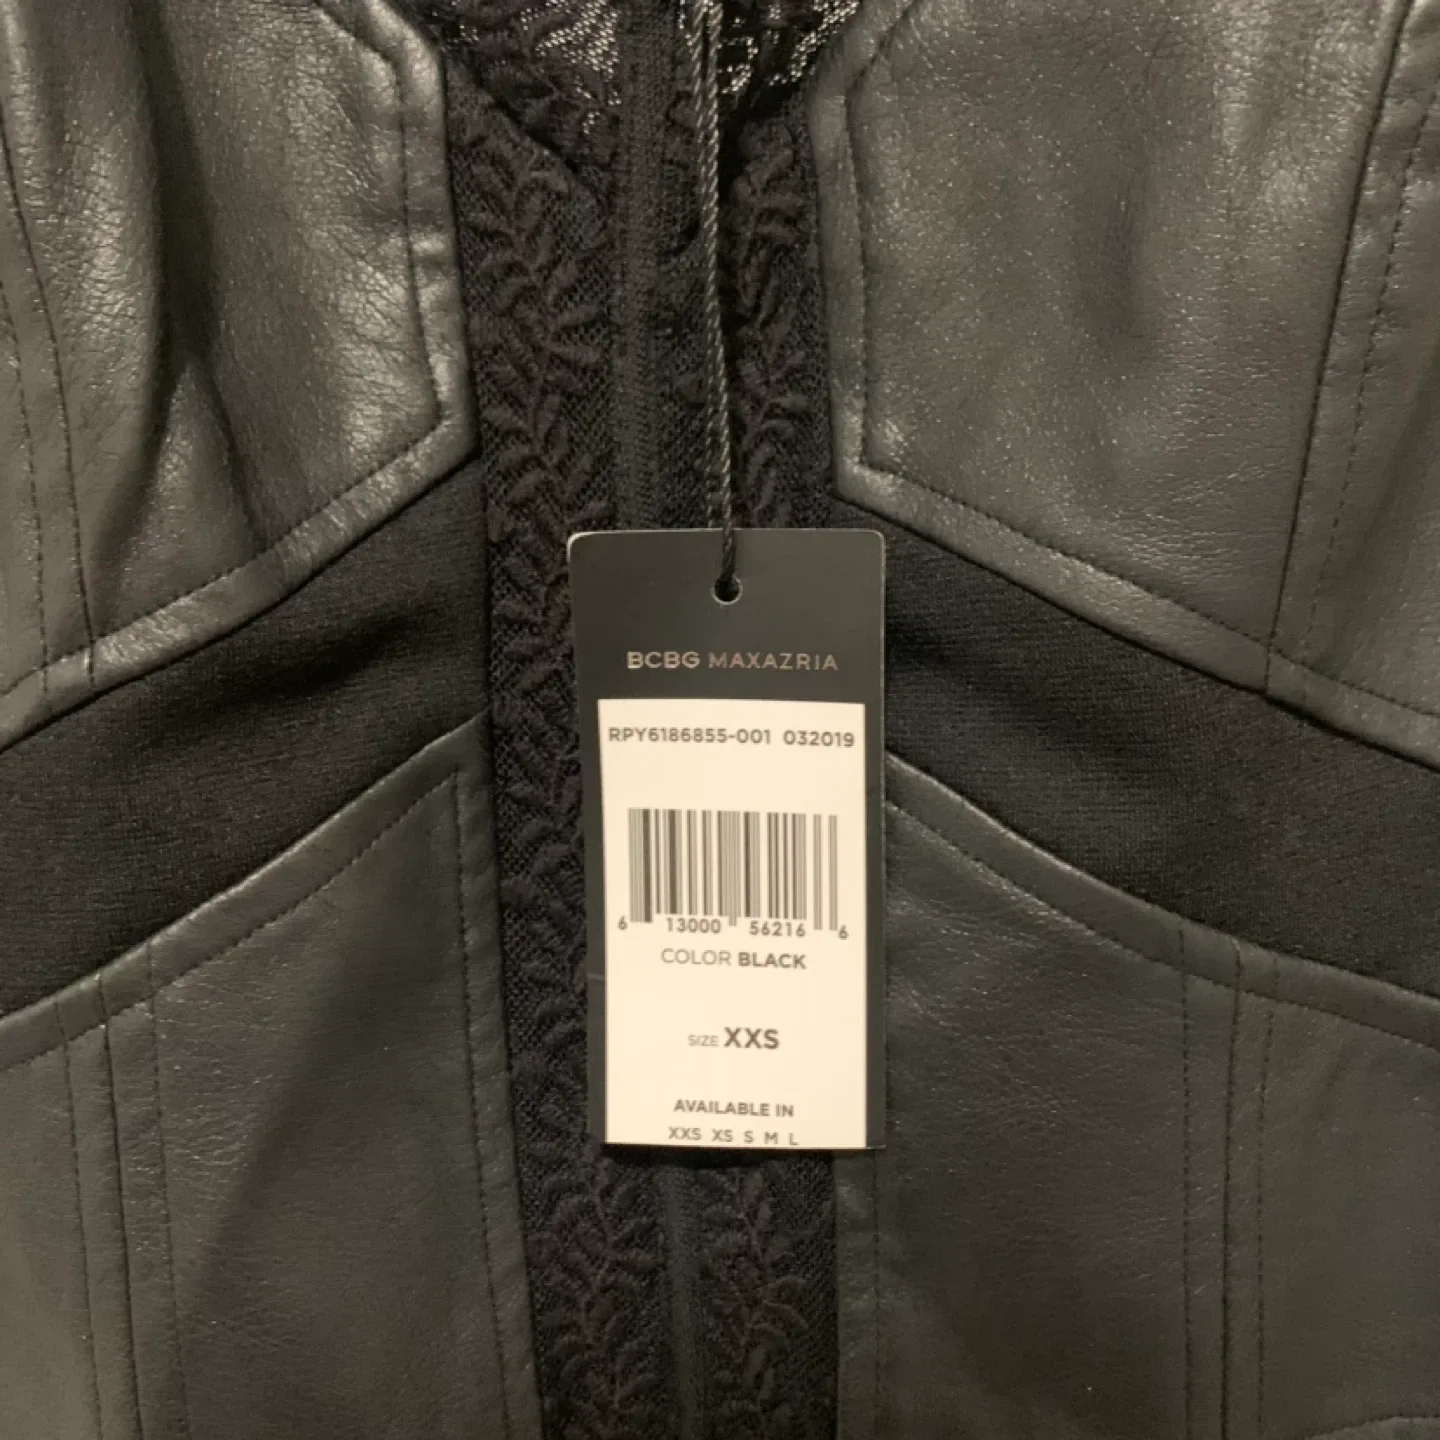 BCBG MAXAZRIA
RPY6186855-001 032019
6 13000 56216 6
COLOR BLACK
SIZE XXS
AVAILABLE IN
XXS XS S M L